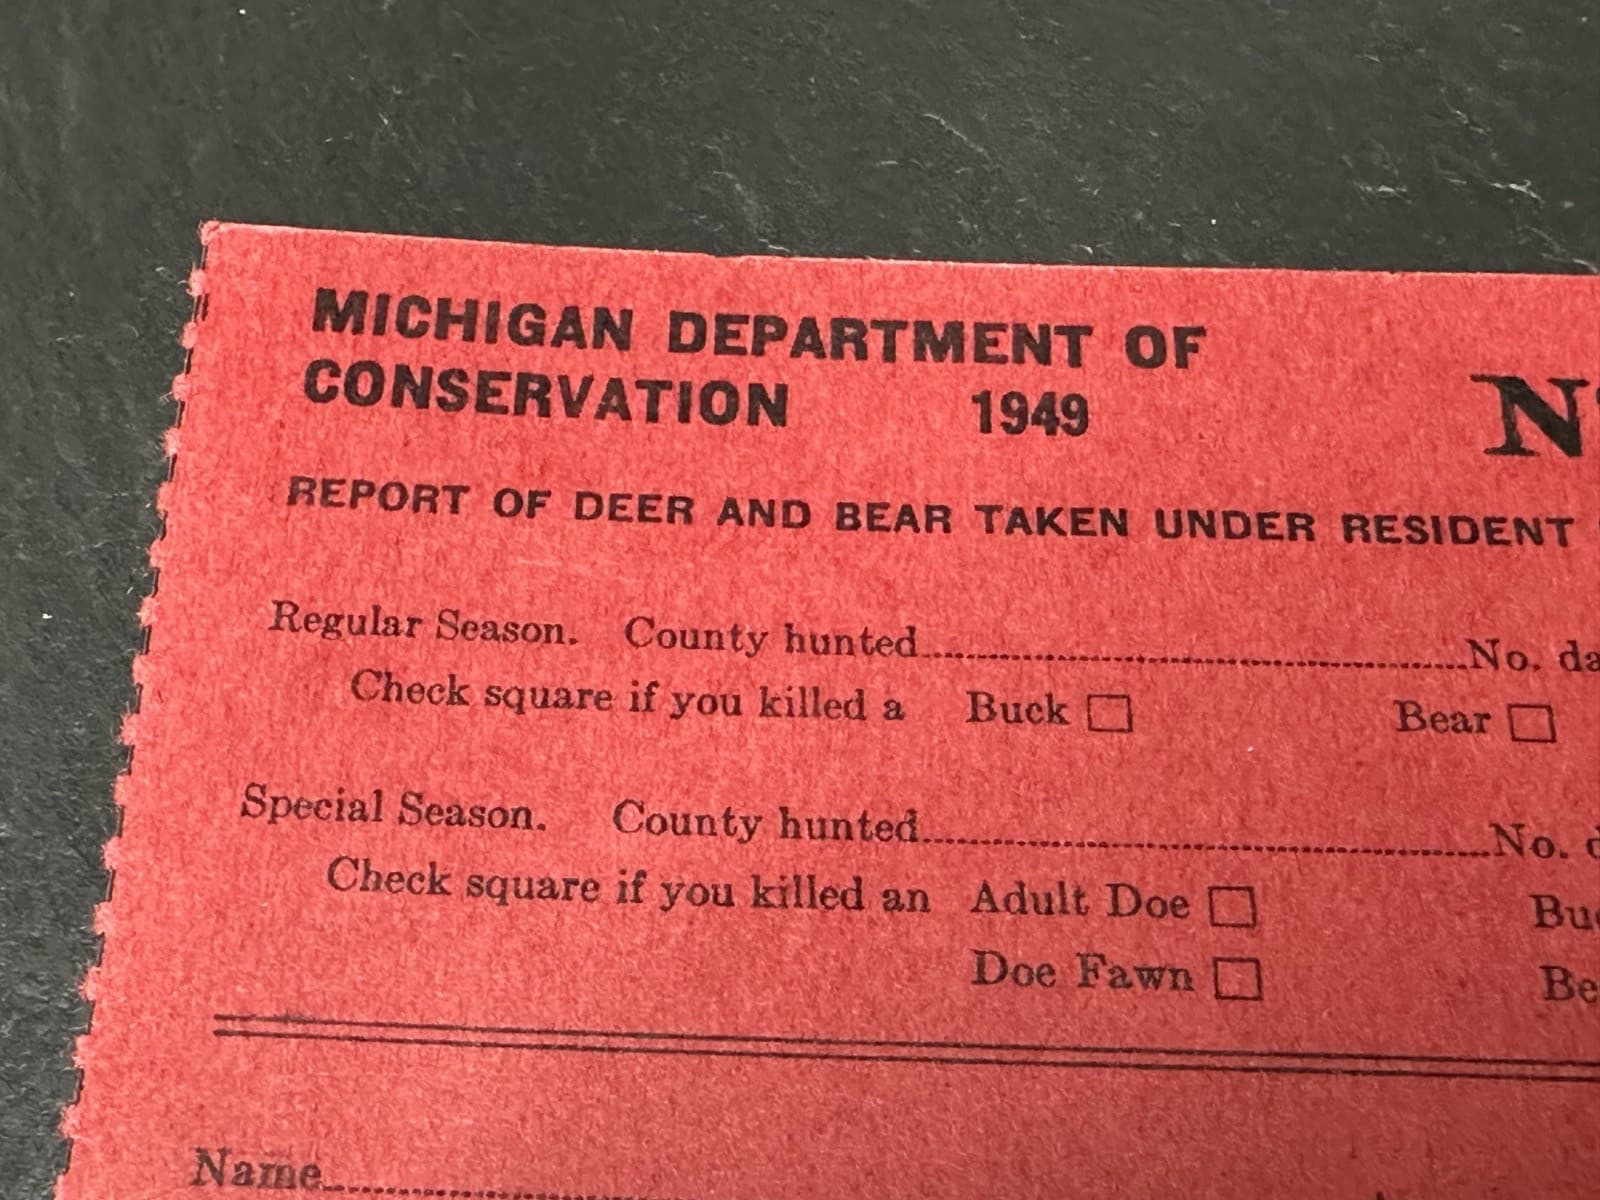 MICHIGAN DEPARTMENT OF
CONSERVATION 1949
REPORT OF DEER AND BEAR TAKEN UNDER RESIDENT
Regular Season. County hunted No.
Check square if you killed a Buck Bear
Special Season. County hunted No.
Check square if you killed an Adult Doe
Doe Fawn
Name